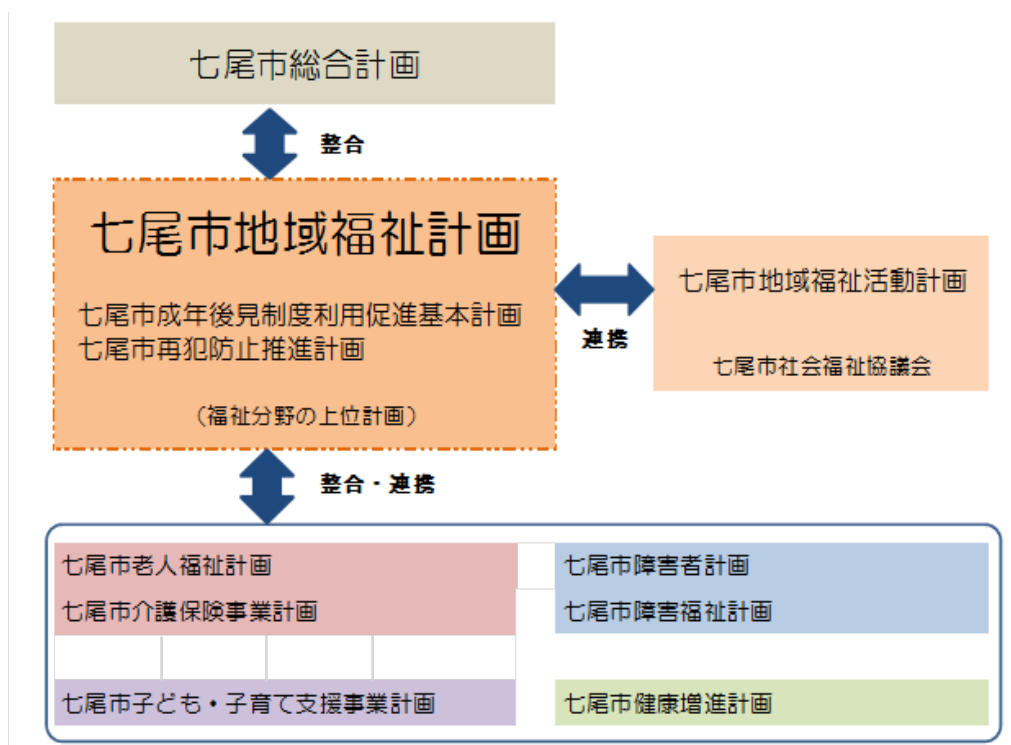 七尾市総合計画
整合
七尾市地域福祉計画
七尾市成年後見制度利用促進基本計画
七尾市再犯防止推進計画
（福祉分野の上位計画）
連携
七尾市地域福祉活動計画
七尾市社会福祉協議会
整合・連携
七尾市老人福祉計画
七尾市介護保険事業計画
七尾市障害者計画
七尾市障害福祉計画
七尾市子ども・子育て支援事業計画
七尾市健康増進計画